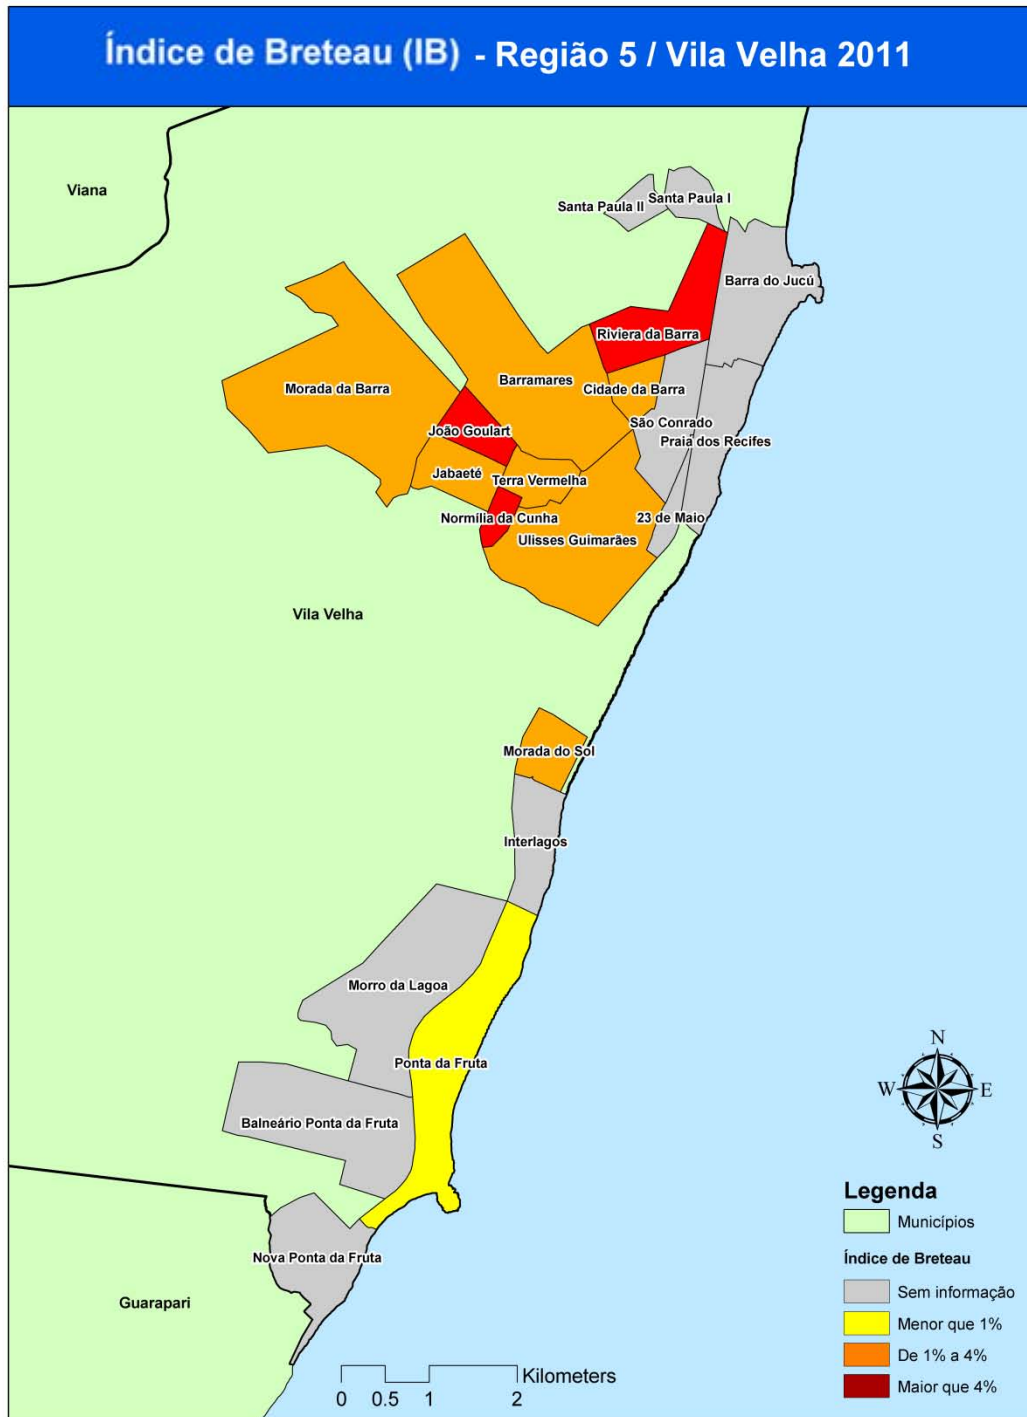 Índice de Breteau (IB) - Região 5 / Vila Velha 2011
Viana
Santa Paula II
Santa Paula I
Barra do Jucú
Riviera da Barra
Barramares
Morada da Barra
Cidade da Barra
São Conrado
João Goulart
Praia dos Recifes
Jabaeté
Terra Vermelha
Normília da Cunha
23 de Maio
Ulisses Guimarães
Vila Velha
Morada do Sol
Interlagos
Morro da Lagoa
Ponta da Fruta
Balneário Ponta da Fruta
Nova Ponta da Fruta
Guarapari
N
W
E
S
Legenda
Municípios
Índice de Breteau
Sem informação
Menor que 1%
De 1% a 4%
Maior que 4%
Kilometers
0 0.5 1 2